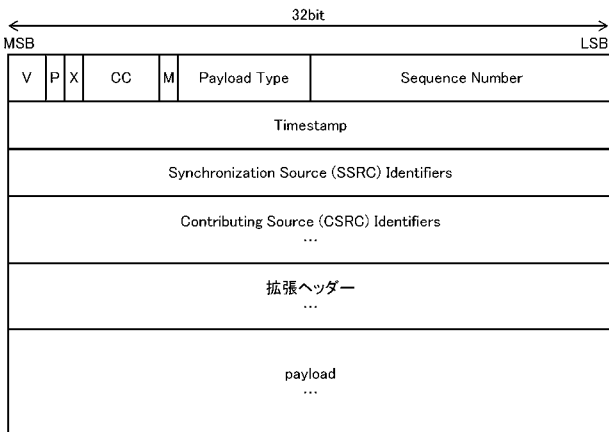 32bit
MSB LSB
V P X CC M Payload Type Sequence Number
Timestamp
Synchronization Source (SSRC) Identifiers
Contributing Source (CSRC) Identifiers
...
拡張ヘッダー
...
payload
...